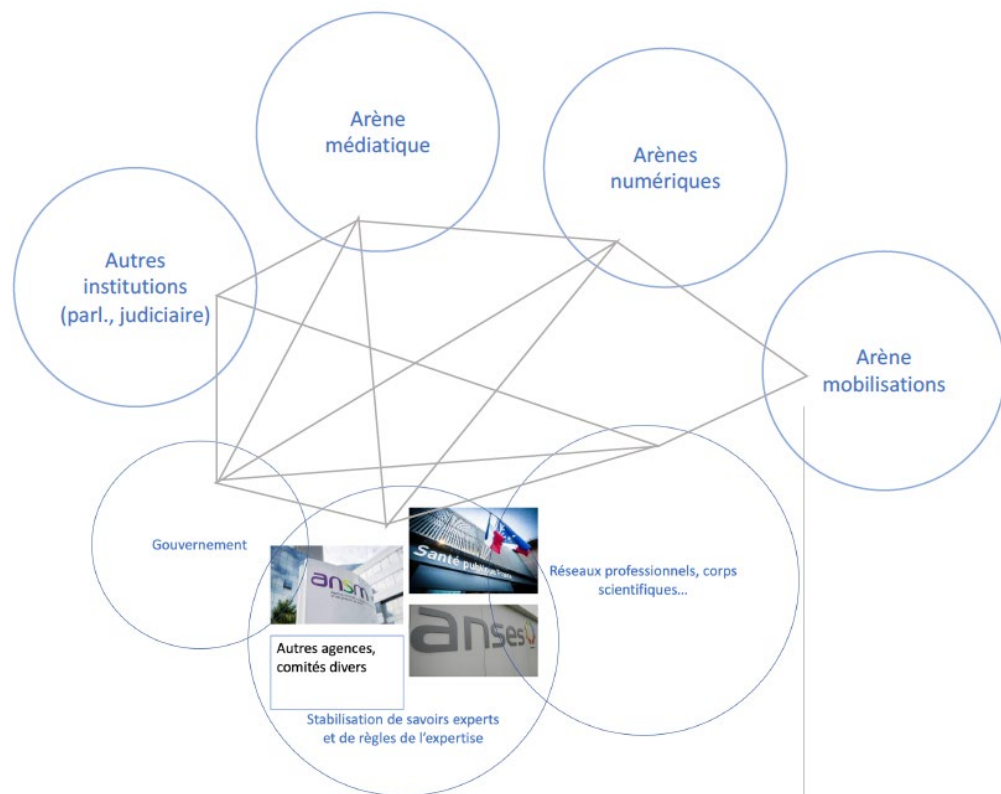 Arène
médiatique
Arènes
numériques
Autres
institutions
(parl., judiciaire)
Arène
mobilisations
Gouvernement
ansm
Santé publique
Réseaux professionnels, corps
scientifiques...
anses
Autres agences,
comités divers
Stabilisation de savoirs experts
et de règles de l'expertise